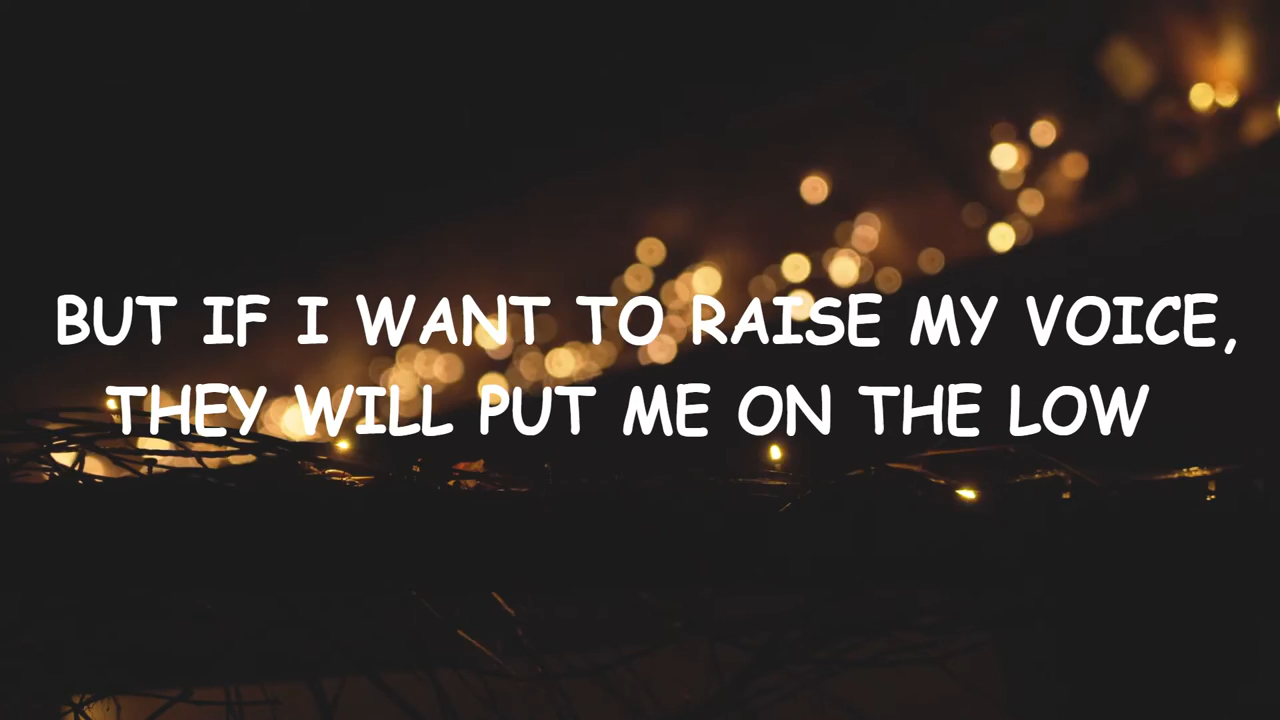 BUT IF I WANT TO RAISE MY VOICE,
THEY WILL PUT ME ON THE LOW